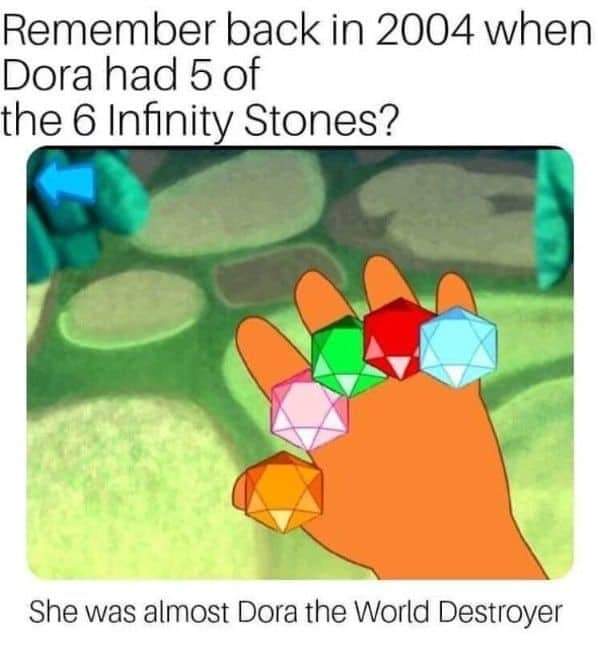 Remember back in 2004 when
Dora had 5 of
the 6 Infinity Stones?
She was almost Dora the World Destroyer